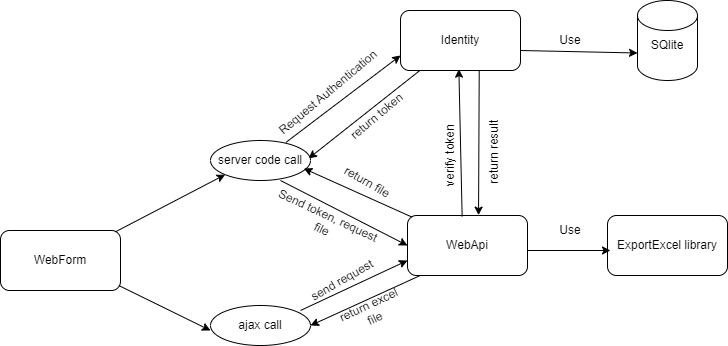 Identity
Use
SQlite
Request Authentication
return token
server code call
verify token
return result
return file
Send token, request
file
WebForm
WebApi
Use
ExportExcel library
send request
return excel
file
ajax call